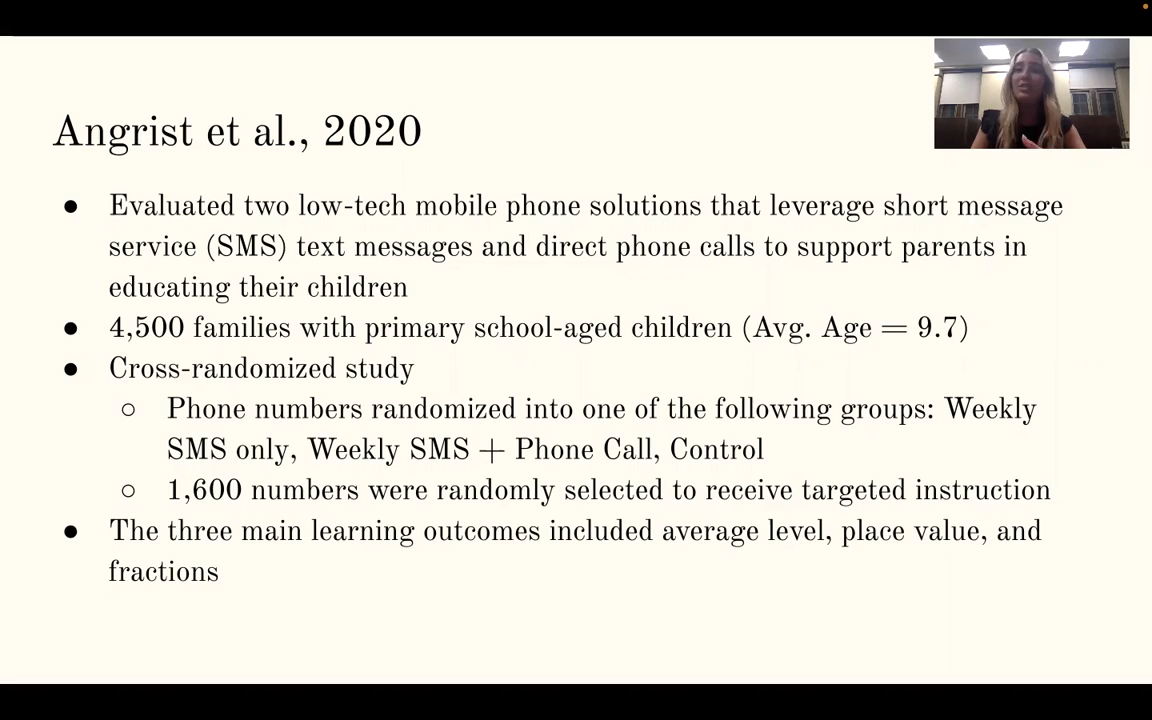 Angrist et al., 2020
● Evaluated two low-tech mobile phone solutions that leverage short message
service (SMS) text messages and direct phone calls to support parents in
educating their children
● 4,500 families with primary school-aged children (Avg. Age = 9.7)
● Cross-randomized study
○ Phone numbers randomized into one of the following groups: Weekly
SMS only, Weekly SMS + Phone Call, Control
○ 1,600 numbers were randomly selected to receive targeted instruction
● The three main learning outcomes included average level, place value, and
fractions